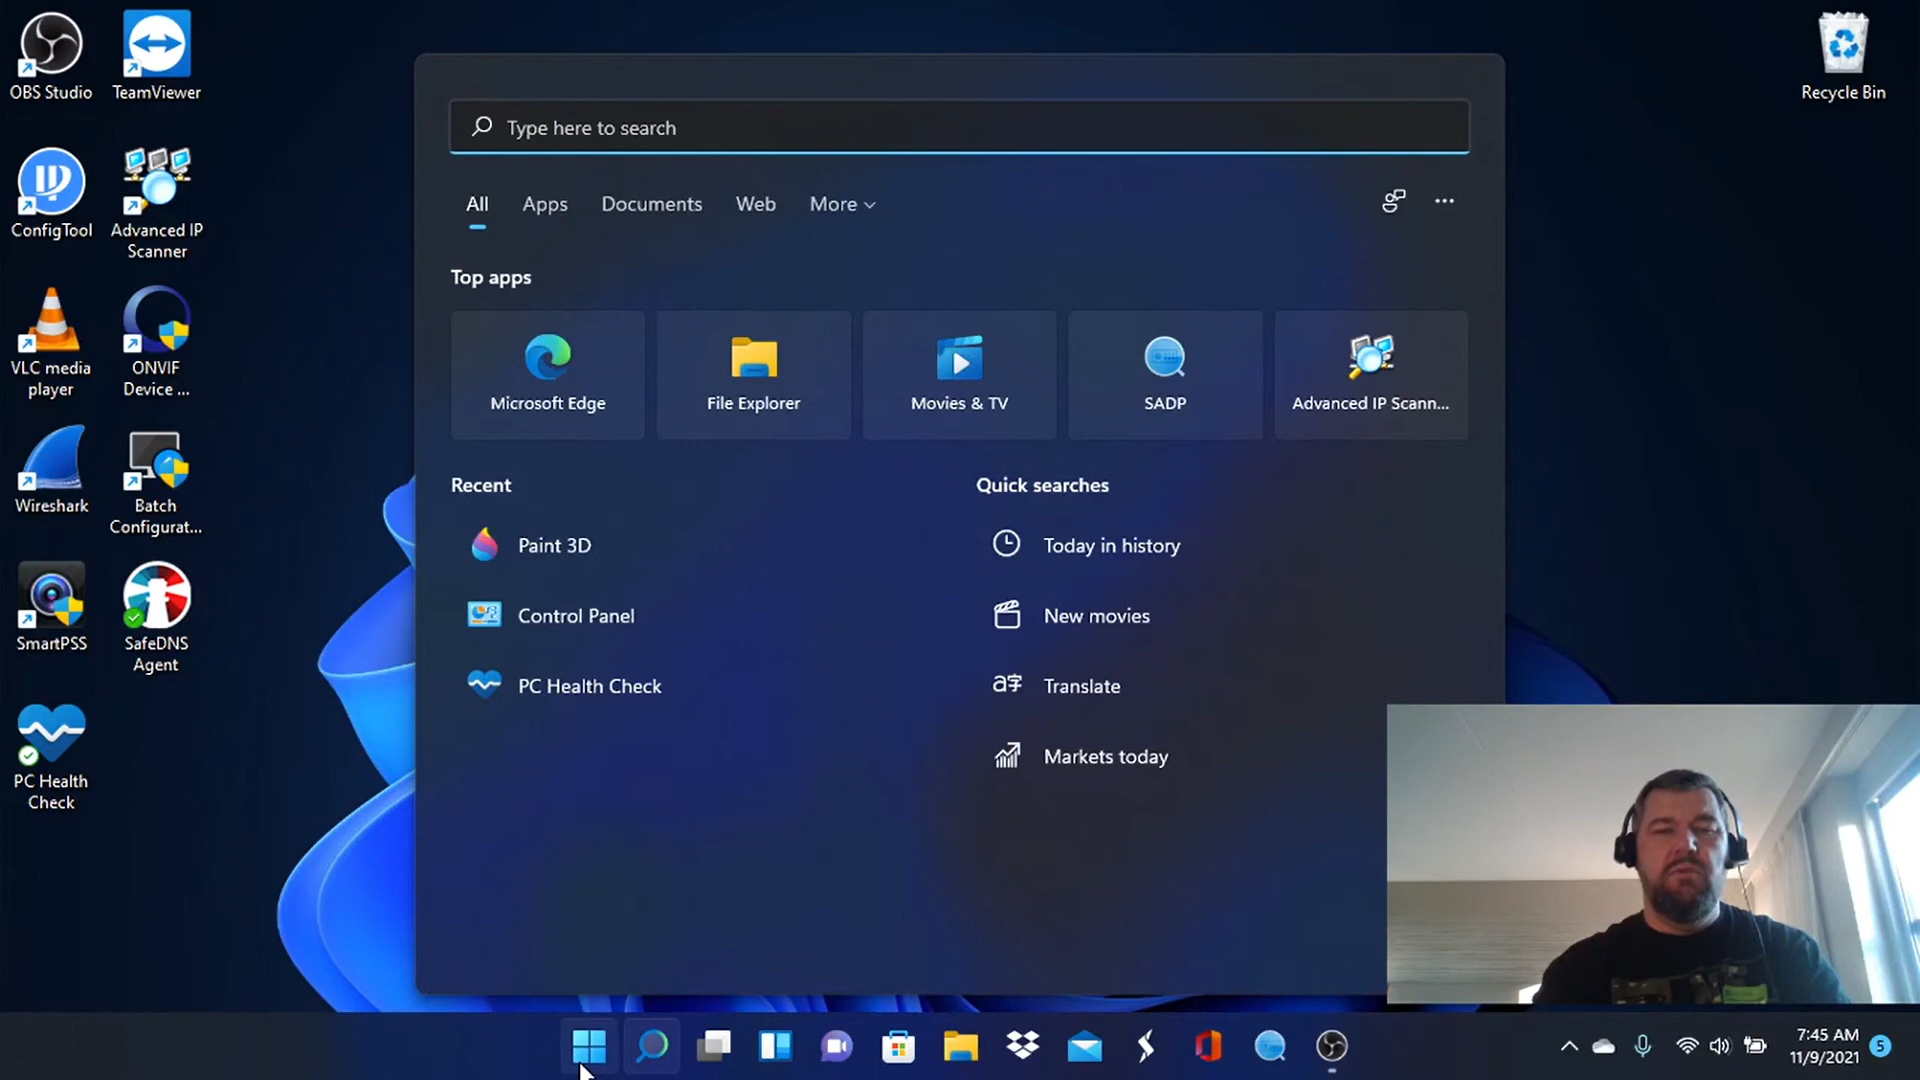 OBS Studio
TeamViewer
ConfigTool
Advanced IP
Scanner
VLC media
player
ONVIF
Device ...
Wireshark
Batch
Configurat...
SmartPSS
SafeDNS
Agent
PC Health
Check
Recycle Bin
Type here to search
All
Apps
Documents
Web
More
Top apps
Microsoft Edge
File Explorer
Movies & TV
SADP
Advanced IP Scann...
Recent
Paint 3D
Control Panel
PC Health Check
Quick searches
Today in history
New movies
Translate
Markets today
7:45 AM
11/9/2021
5